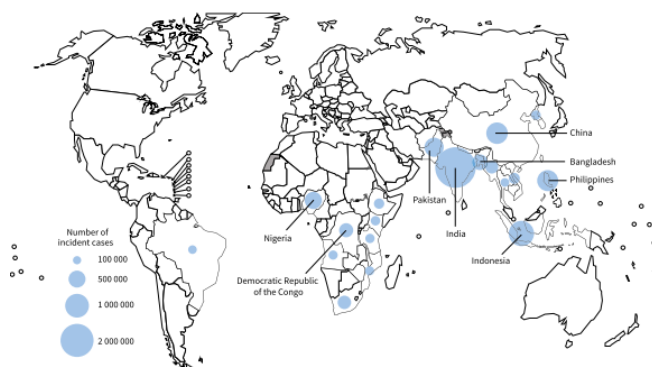 China
Bangladesh
Philippines
Pakistan
India
Nigeria
Indonesia
Democratic Republic
of the Congo
Number of
incident cases
100 000
500 000
1 000 000
2 000 000